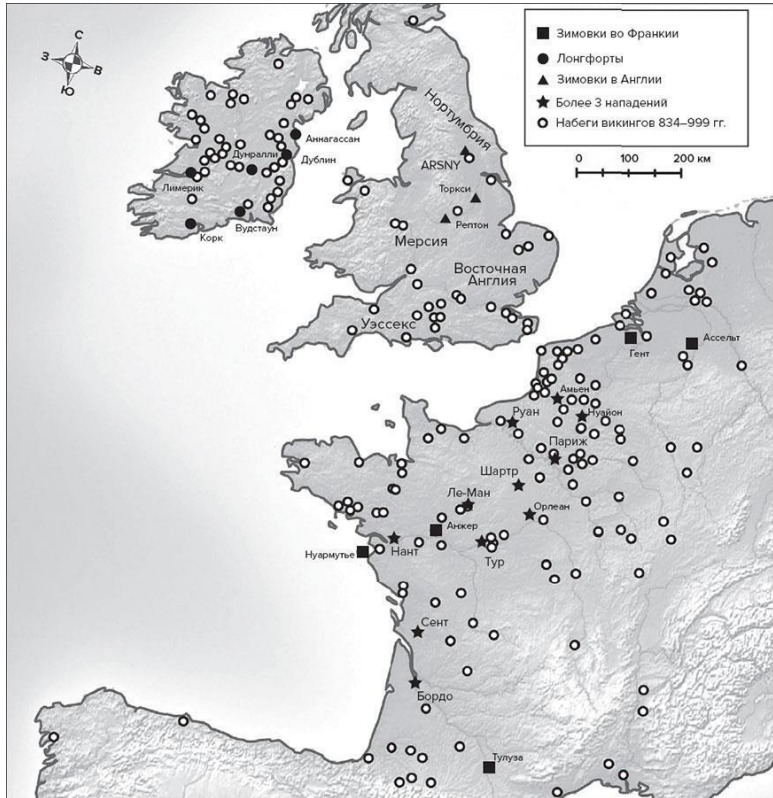 С
З
В
Ю
Зимовки во Франкии
Лонгфорты
Зимовки в Англии
Более 3 нападений
Набеги викингов 834–999 гг.
0 100 200 км
Нортумбрия
Аннагассан
ARSNY
Дунралли
Дублин
Лимерик
Торкси
Вудстаун
Рептон
Корк
Мерсия
Восточная
Англия
Уэссекс
Гент
Ассельт
Амьен
Руан
Нуайон
Париж
Шартр
Ле-Ман
Орлеан
Анжер
Нуармутье
Нант
Тур
Сент
Бордо
Тулуза